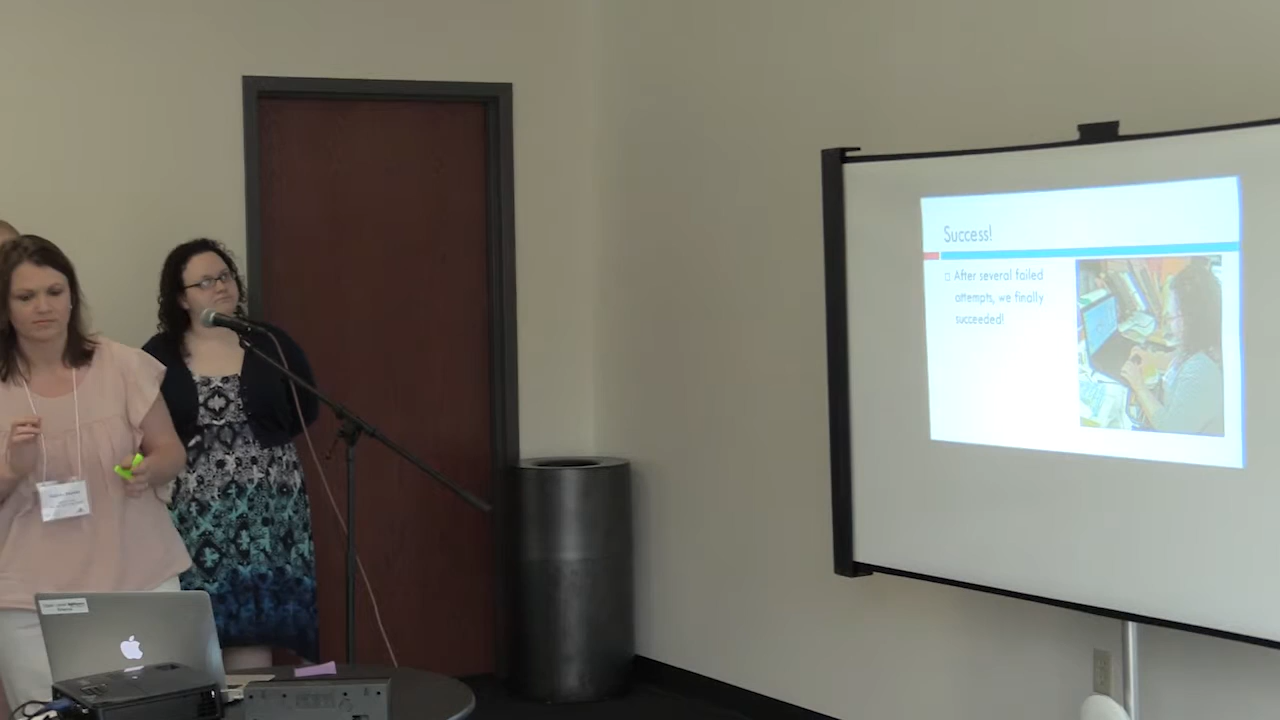 Success!
After several failed
attempts, we finally
succeeded!